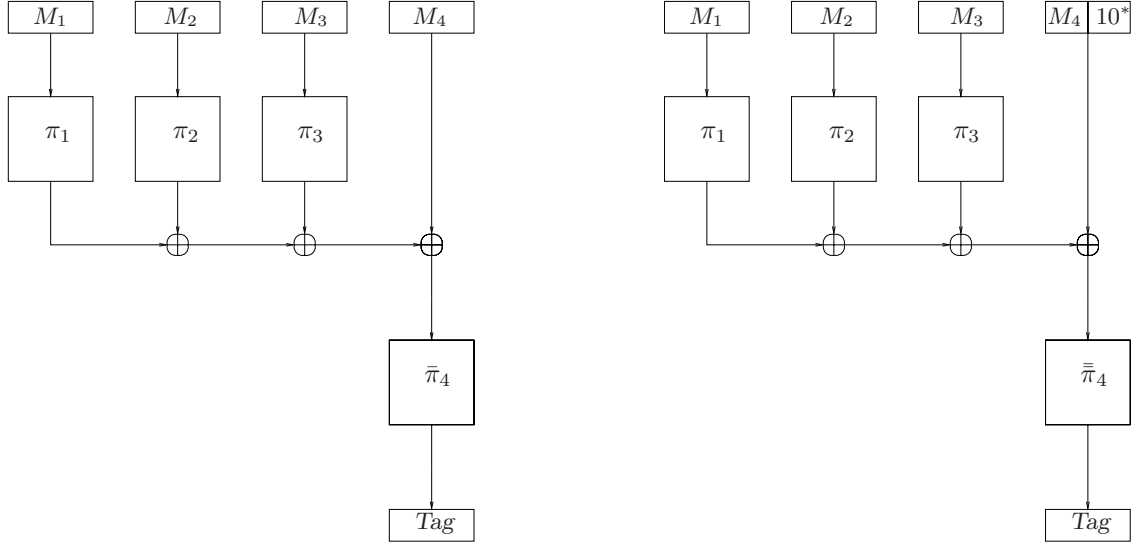 M₁ M₂ M₃ M₄ M₁ M₂ M₃ M₄ 10*
π₁ π₂ π₃ π₁ π₂ π₃
π̄₄ π̿̄₄
Tag Tag